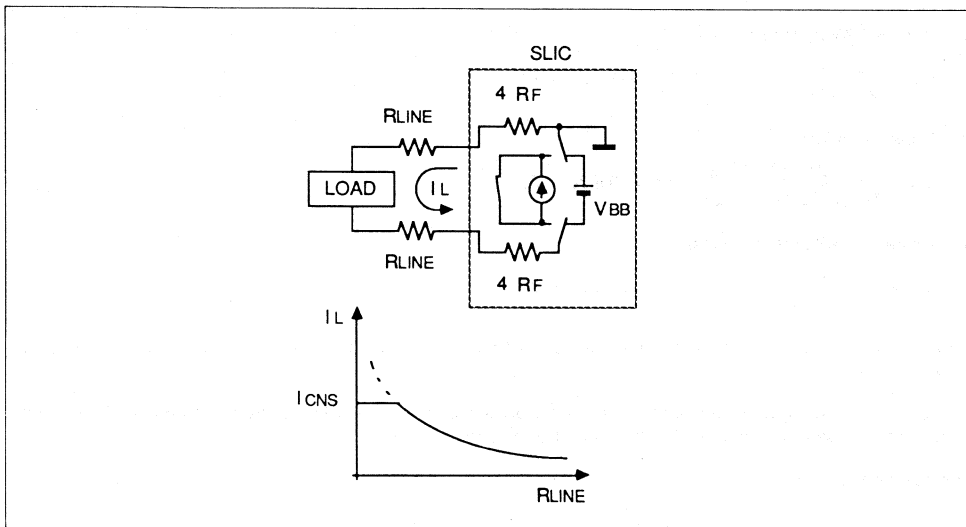 SLIC
4 RF
RLINE
LOAD
IL
VBB
RLINE
4 RF
IL
ICNS
RLINE